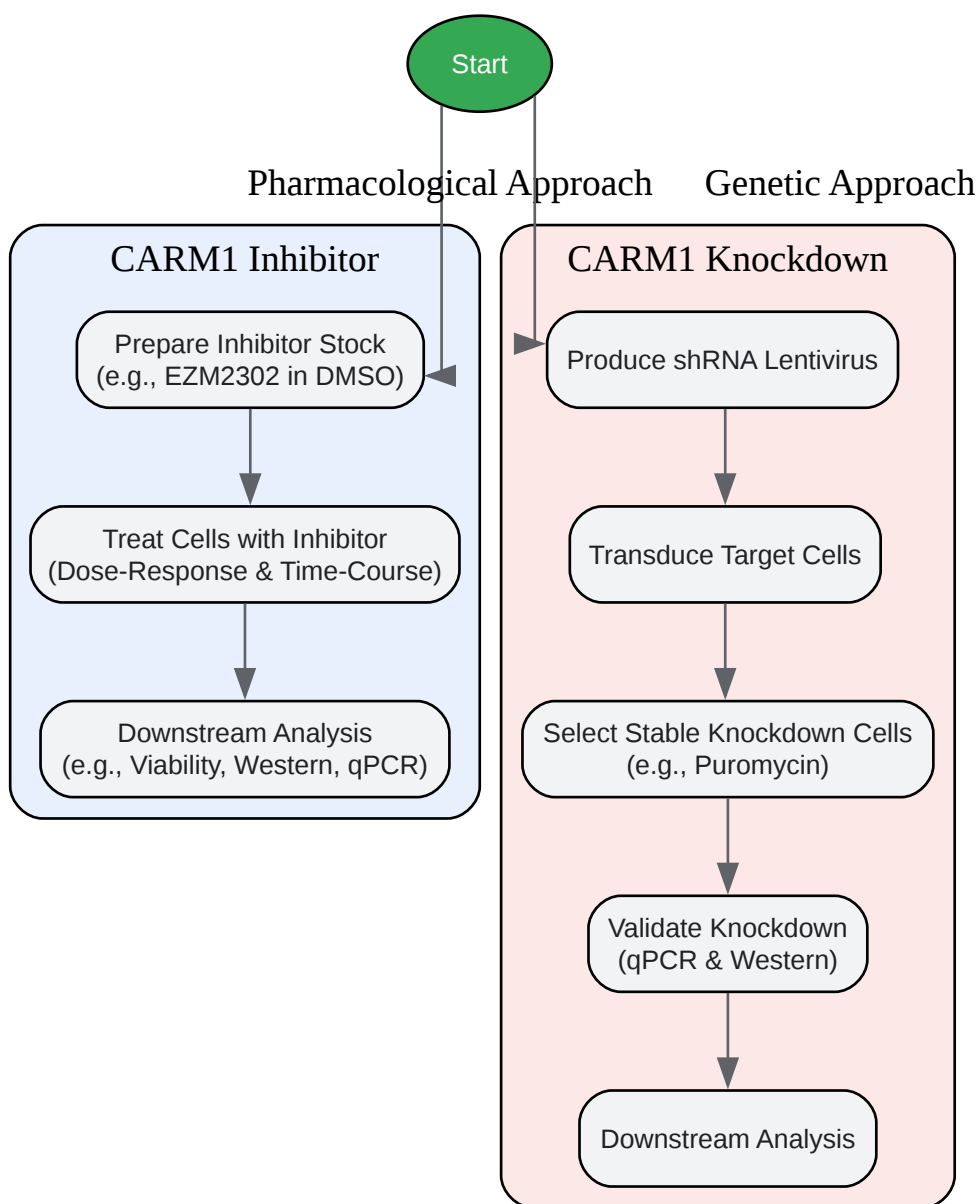 Start
Pharmacological Approach
Genetic Approach
CARM1 Inhibitor
Prepare Inhibitor Stock
(e.g., EZM2302 in DMSO)
Treat Cells with Inhibitor
(Dose-Response & Time-Course)
Downstream Analysis
(e.g., Viability, Western, qPCR)
CARM1 Knockdown
Produce shRNA Lentivirus
Transduce Target Cells
Select Stable Knockdown Cells
(e.g., Puromycin)
Validate Knockdown
(qPCR & Western)
Downstream Analysis